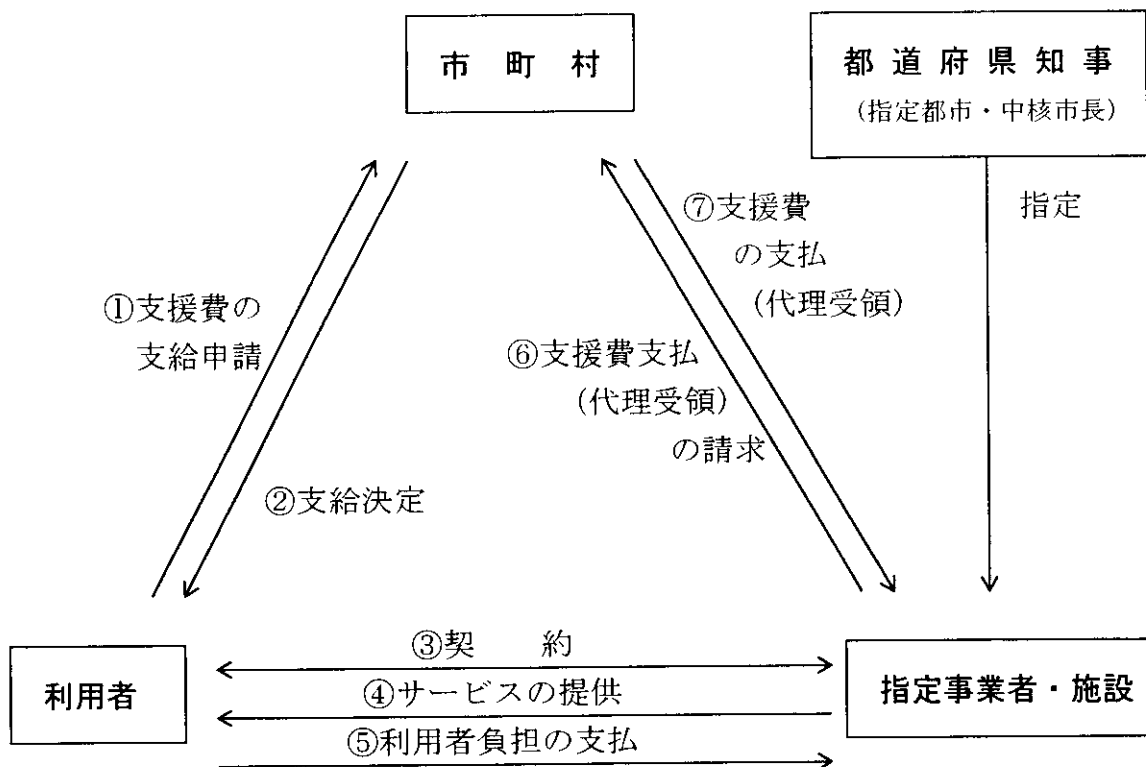 市町村
都道府県知事
(指定都市・中核市長)
指定
⑦支援費
の支払
(代理受領)
①支援費の
支給申請
⑥支援費支払
(代理受領)
の請求
②支給決定
③契約
④サービスの提供
⑤利用者負担の支払
利用者
指定事業者・施設